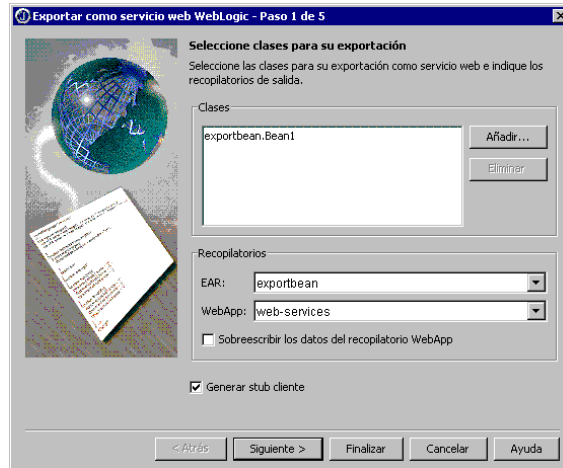 Exportar como servicio web WebLogic - Paso 1 de 5
Seleccione clases para su exportación
Seleccione las clases para su exportación como servicio web e indique los
recopilatorios de salida.
Clases
exportbean.Bean1
Añadir...
Eliminar
Recopilatorios
EAR: exportbean
WebApp: web-services
Sobreescribir los datos del recopilatorio WebApp
Generar stub cliente
< Atrás Siguiente > Finalizar Cancelar Ayuda